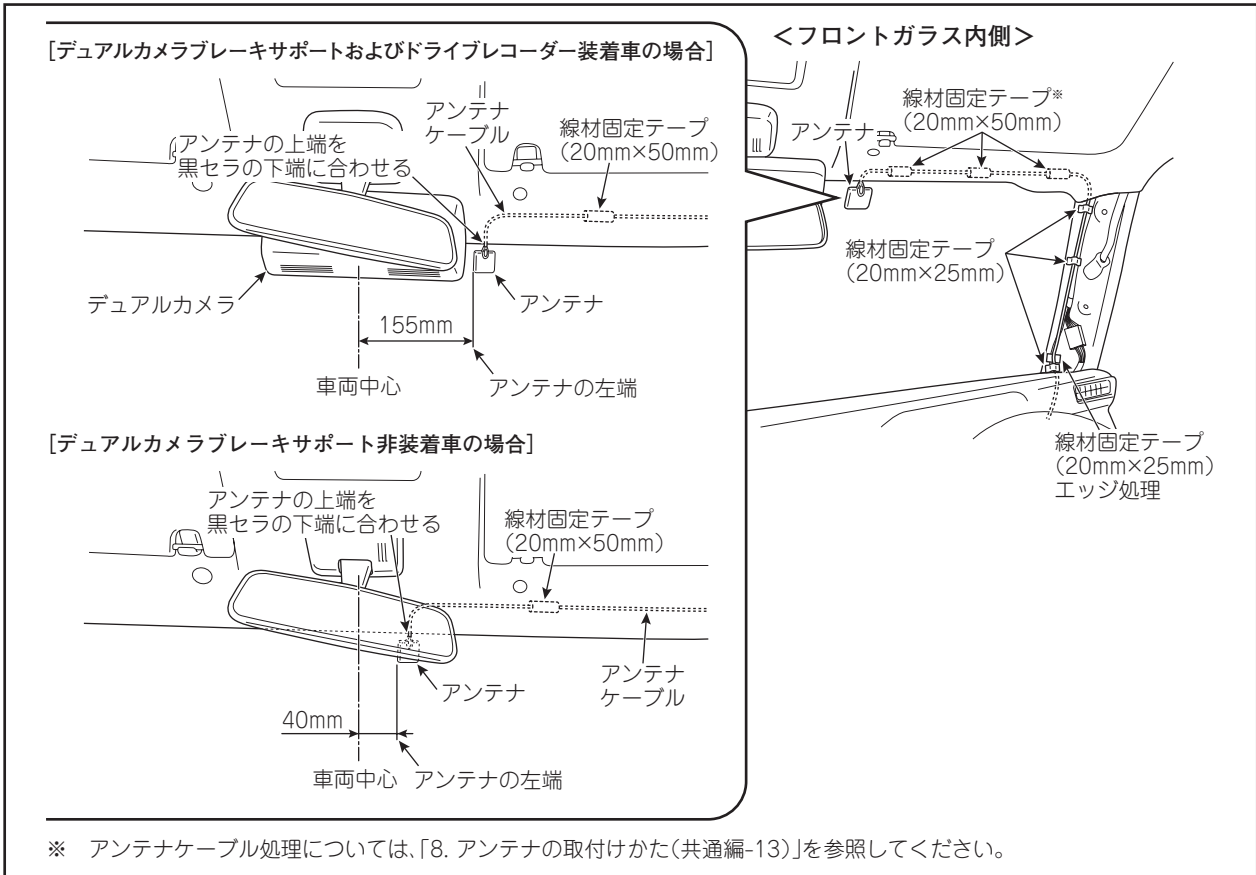 [デュアルカメラブレーキサポートおよびドライブレコーダー装着車の場合]
アンテナの上端を
黒セラの下端に合わせる
アンテナ
ケーブル
線材固定テープ
(20mm×50mm)
デュアルカメラ
アンテナ
155mm
車両中心
アンテナの左端
[デュアルカメラブレーキサポート非装着車の場合]
アンテナの上端を
黒セラの下端に合わせる
線材固定テープ
(20mm×50mm)
アンテナ
アンテナ
ケーブル
40mm
車両中心
アンテナの左端
<フロントガラス内側>
アンテナ
線材固定テープ※
(20mm×50mm)
線材固定テープ
(20mm×25mm)
線材固定テープ
(20mm×25mm)
エッジ処理
※ アンテナケーブル処理については、「8. アンテナの取付けかた(共通編-13)」を参照してください。